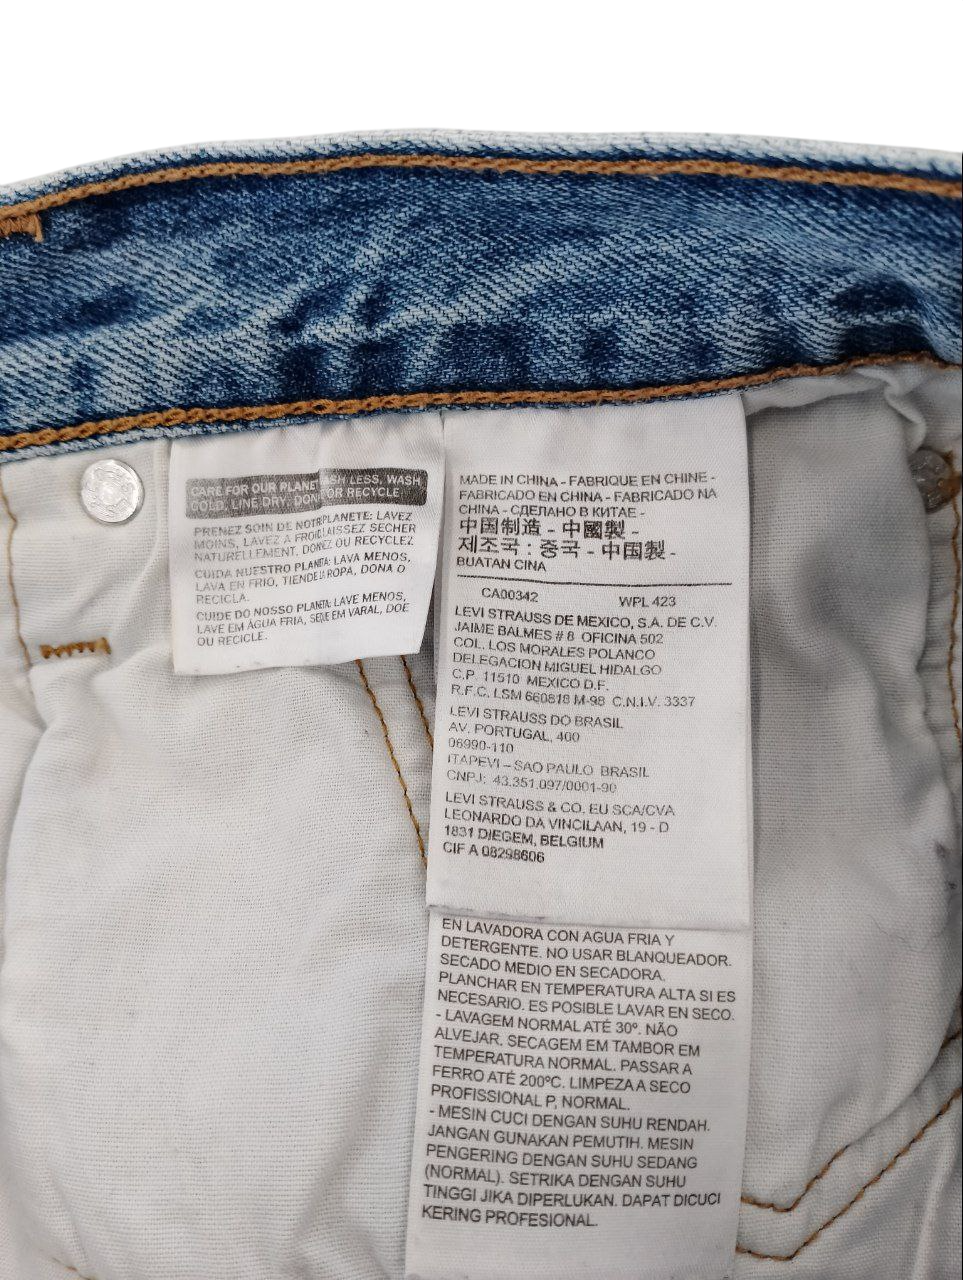 CARE FOR OUR PLANET: WASH LESS, WASH
COLD, LINE DRY, DONATE OR RECYCLE
PRENEZ SOIN DE NOTRE PLANETE: LAVEZ
MOINS, LAVEZ A FROID, LAISSEZ SECHER
NATURELLEMENT, DONNEZ OU RECYCLEZ
CUIDA NUESTRO PLANETA: LAVA MENOS,
LAVA EN FRIO, TIENDE LA ROPA, DONA O
RECICLA.
CUIDE DO NOSSO PLANETA: LAVE MENOS,
LAVE EM ÁGUA FRIA, SEQUE EM VARAL, DOE
OU RECICLE.
MADE IN CHINA - FABRIQUE EN CHINE -
FABRICADO EN CHINA - FABRICADO NA
CHINA - СДЕЛАНО В КИТАЕ -
中国制造 - 中國製 -
제조국 : 중국 - 中国製 -
BUATAN CINA
CA00342 WPL 423
LEVI STRAUSS DE MEXICO, S.A. DE C.V.
JAIME BALMES # 8 OFICINA 502
COL. LOS MORALES POLANCO
DELEGACION MIGUEL HIDALGO
C.P. 11510 MEXICO D.F.
R.F.C. LSM 660818 M-98 C.N.I.V. 3337
LEVI STRAUSS DO BRASIL
AV. PORTUGAL, 400
06990-110
ITAPEVI – SAO PAULO BRASIL
CNPJ: 43.351.097/0001-90
LEVI STRAUSS & CO. EU SCA/CVA
LEONARDO DA VINCILAAN, 19 - D
1831 DIEGEM, BELGIUM
CIF A 08298606
EN LAVADORA CON AGUA FRIA Y
DETERGENTE. NO USAR BLANQUEADOR.
SECADO MEDIO EN SECADORA.
PLANCHAR EN TEMPERATURA ALTA SI ES
NECESARIO. ES POSIBLE LAVAR EN SECO.
- LAVAGEM NORMAL ATÉ 30º. NÃO
ALVEJAR. SECAGEM EM TAMBOR EM
TEMPERATURA NORMAL. PASSAR A
FERRO ATÉ 200ºC. LIMPEZA A SECO
PROFISSIONAL P, NORMAL.
- MESIN CUCI DENGAN SUHU RENDAH.
JANGAN GUNAKAN PEMUTIH. MESIN
PENGERING DENGAN SUHU SEDANG
(NORMAL). SETRIKA DENGAN SUHU
TINGGI JIKA DIPERLUKAN. DAPAT DICUCI
KERING PROFESIONAL.